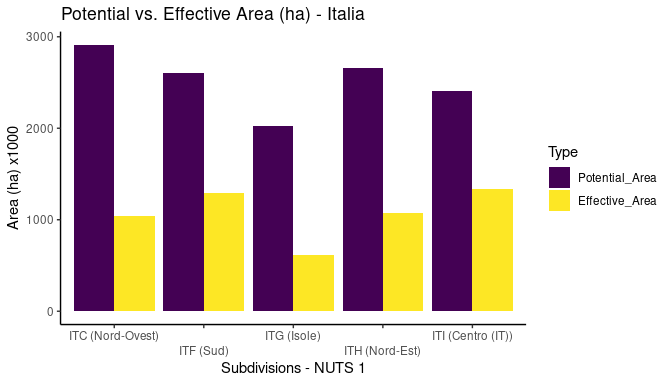 Potential vs. Effective Area (ha) - Italia
3000
2000
1000
0
Area (ha) x1000
ITC (Nord-Ovest)
ITF (Sud)
ITG (Isole)
ITH (Nord-Est)
ITI (Centro (IT))
Subdivisions - NUTS 1
Type
Potential_Area
Effective_Area